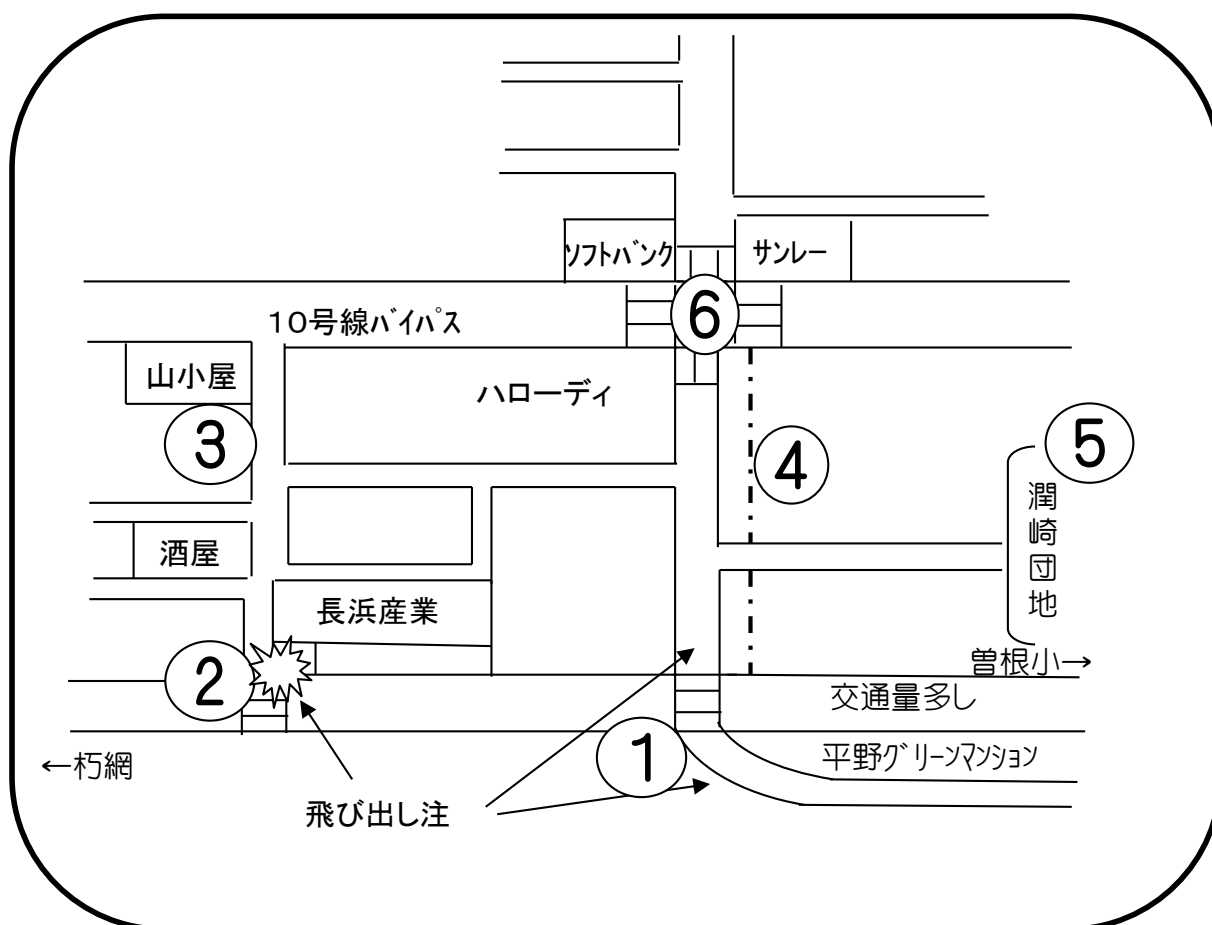 ソフトバンク
サンレー
⑥
10号線バイパス
山小屋
ハローディ
③
④
⑤
潤崎団地
酒屋
長浜産業
②
曽根小→
交通量多し
①
平野グリーンマンション
←朽網
飛び出し注